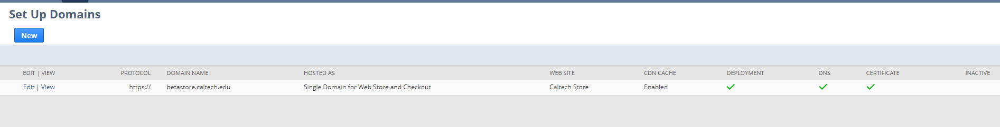 Set Up Domains
New
EDIT | VIEW PROTOCOL DOMAIN NAME HOSTED AS WEB SITE CDN CACHE DEPLOYMENT DNS CERTIFICATE INACTIVE
Edit | View https:// betastore.caltech.edu Single Domain for Web Store and Checkout Caltech Store Enabled